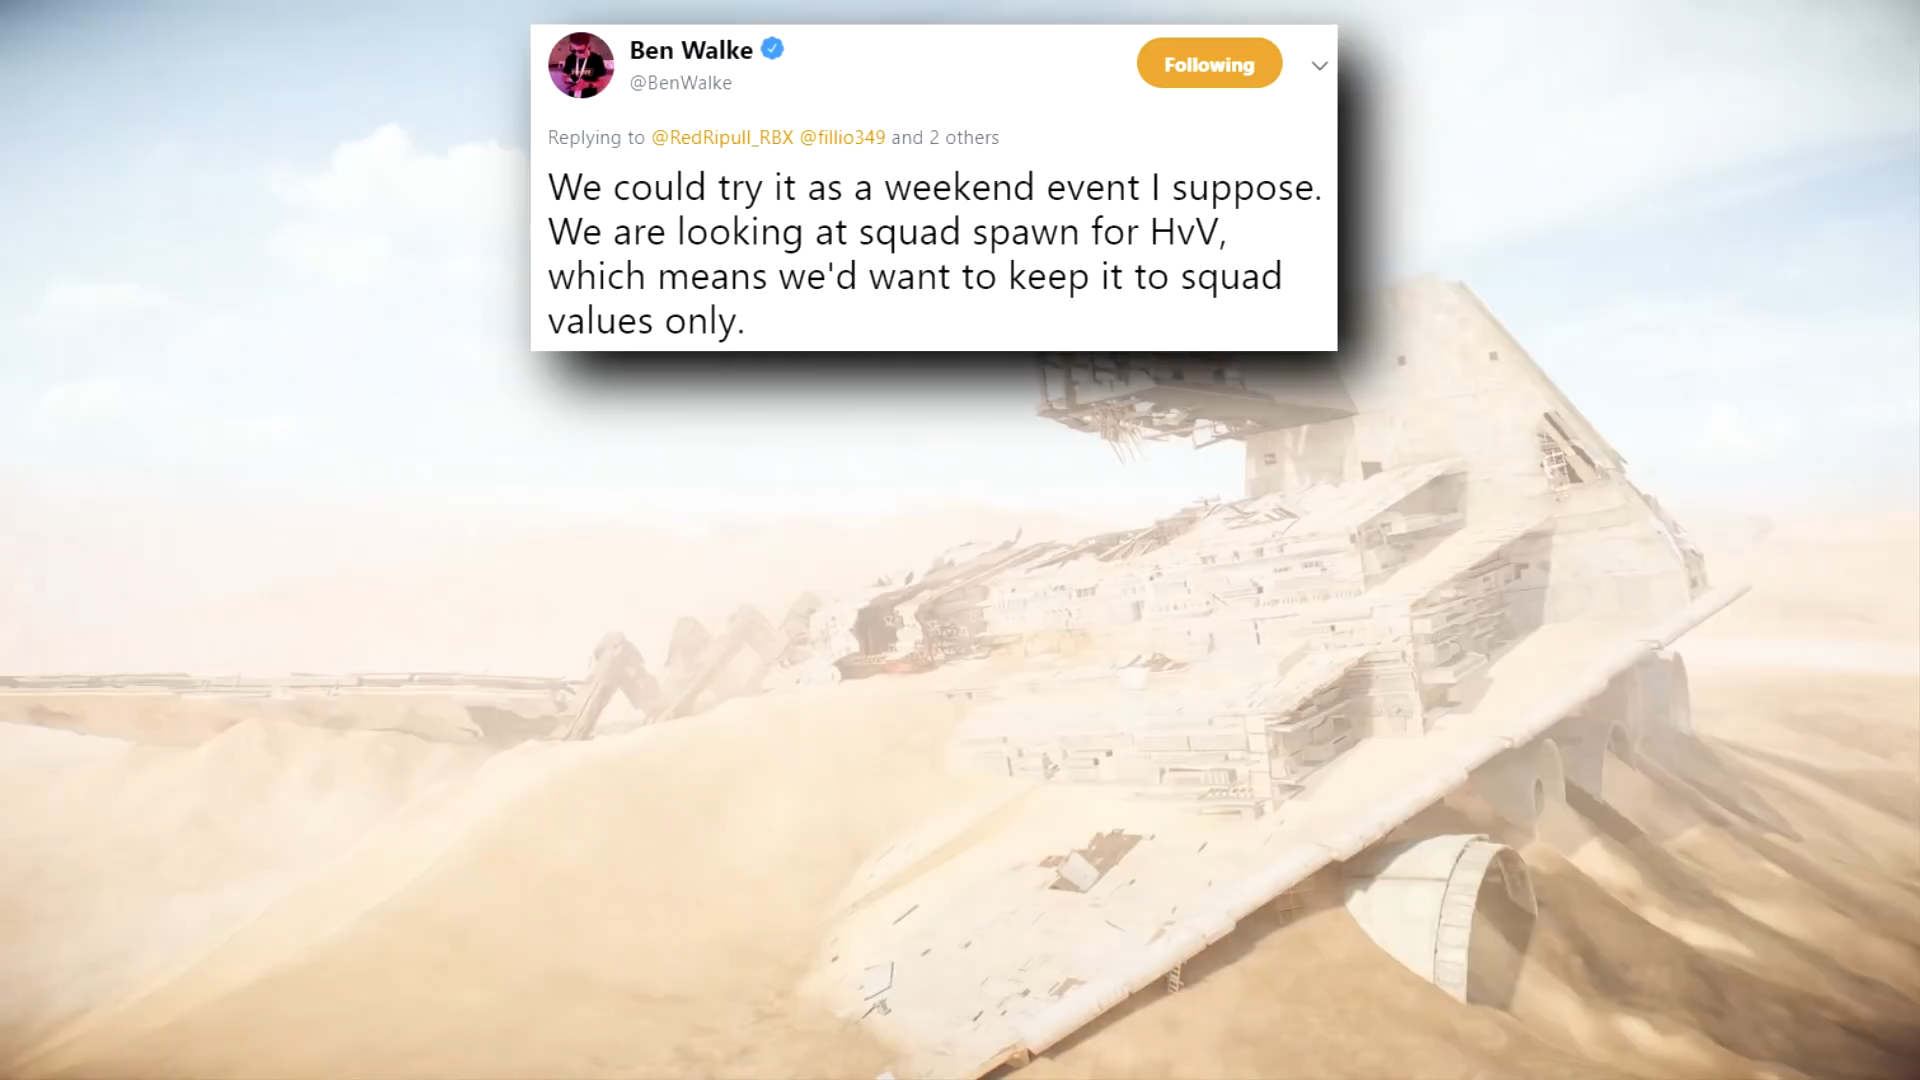 Ben Walke
@BenWalke
Following
Replying to @RedRipull_RBX @fillio349 and 2 others
We could try it as a weekend event I suppose.
We are looking at squad spawn for HvV,
which means we'd want to keep it to squad
values only.